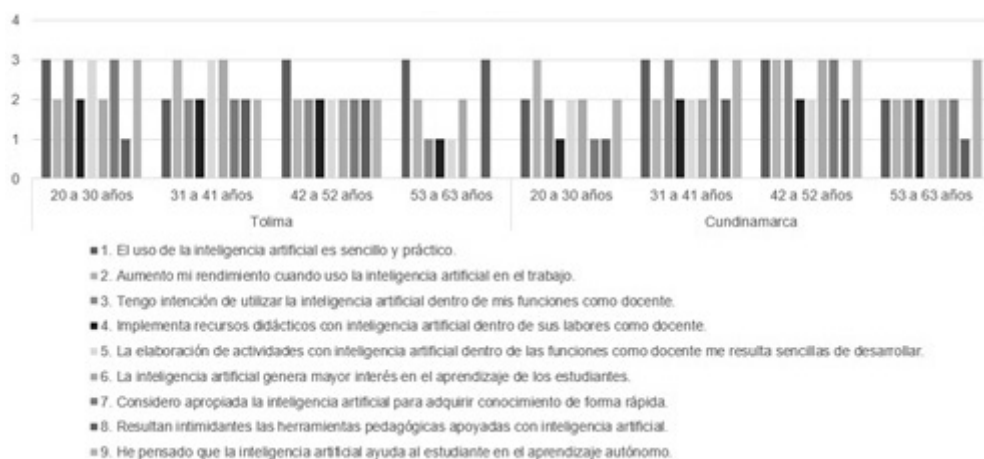 4
3
2
1
0
20 a 30 años 31 a 41 años 42 a 52 años 53 a 63 años 20 a 30 años 31 a 41 años 42 a 52 años 53 a 63 años
Tolima Cundinamarca
1. El uso de la inteligencia artificial es sencillo y práctico.
2. Aumento mi rendimiento cuando uso la inteligencia artificial en el trabajo.
3. Tengo intención de utilizar la inteligencia artificial dentro de mis funciones como docente.
4. Implementa recursos didácticos con inteligencia artificial dentro de sus labores como docente.
5. La elaboración de actividades con inteligencia artificial dentro de las funciones como docente me resulta sencillas de desarrollar.
6. La inteligencia artificial genera mayor interés en el aprendizaje de los estudiantes.
7. Considero apropiada la inteligencia artificial para adquirir conocimiento de forma rápida.
8. Resultan intimidantes las herramientas pedagógicas apoyadas con inteligencia artificial.
9. He pensado que la inteligencia artificial ayuda al estudiante en el aprendizaje autónomo.